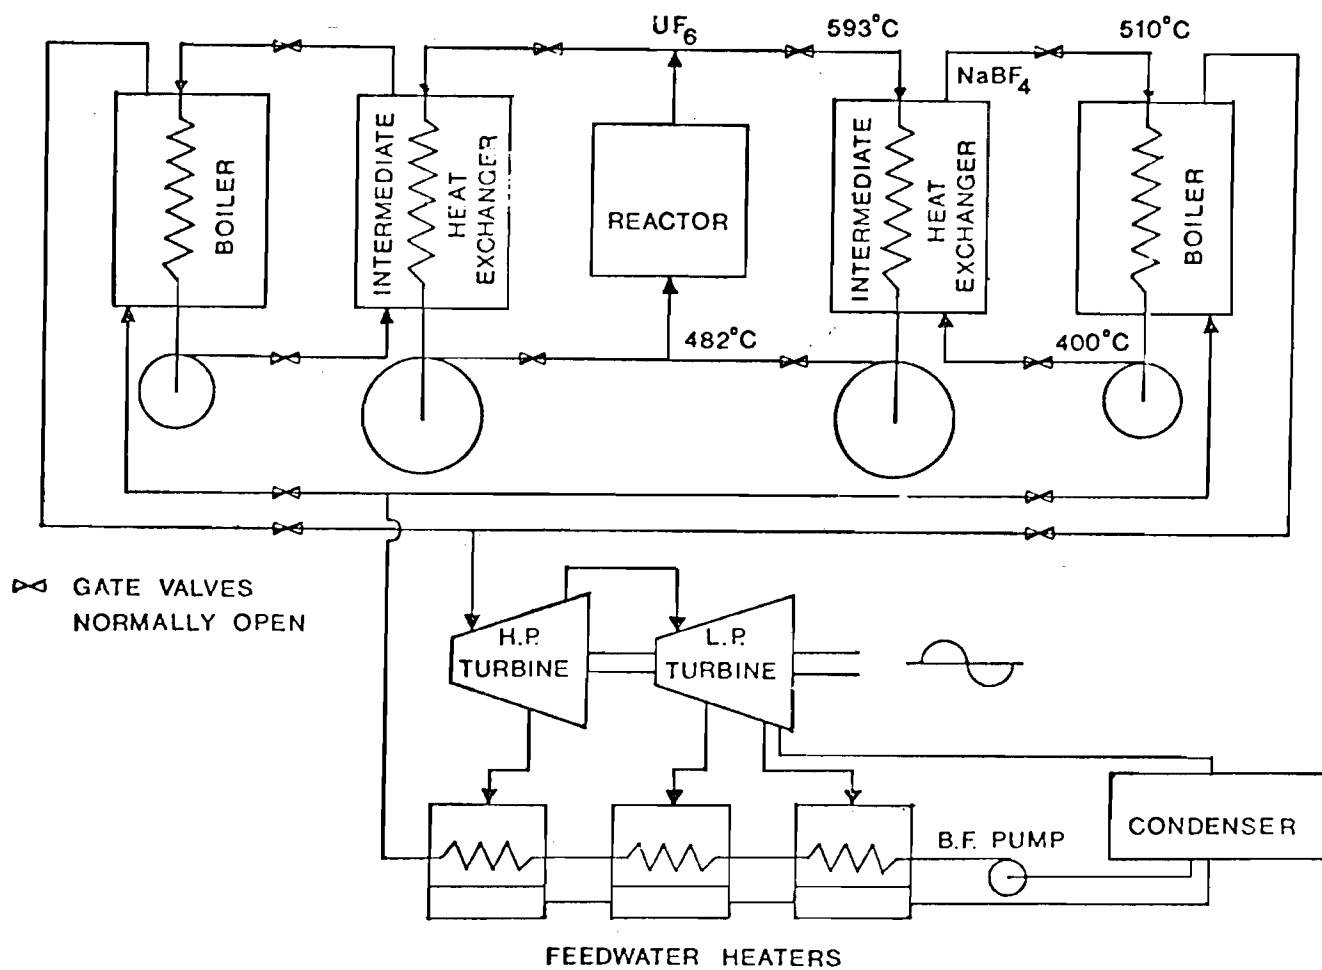 UF6
593°C
510°C
NaBF4
BOILER
INTERMEDIATE
HEAT
EXCHANGER
REACTOR
INTERMEDIATE
HEAT
EXCHANGER
BOILER
482°C
400°C
GATE VALVES
NORMALLY OPEN
H.P.
TURBINE
L.P.
TURBINE
B.F. PUMP
CONDENSER
FEEDWATER HEATERS